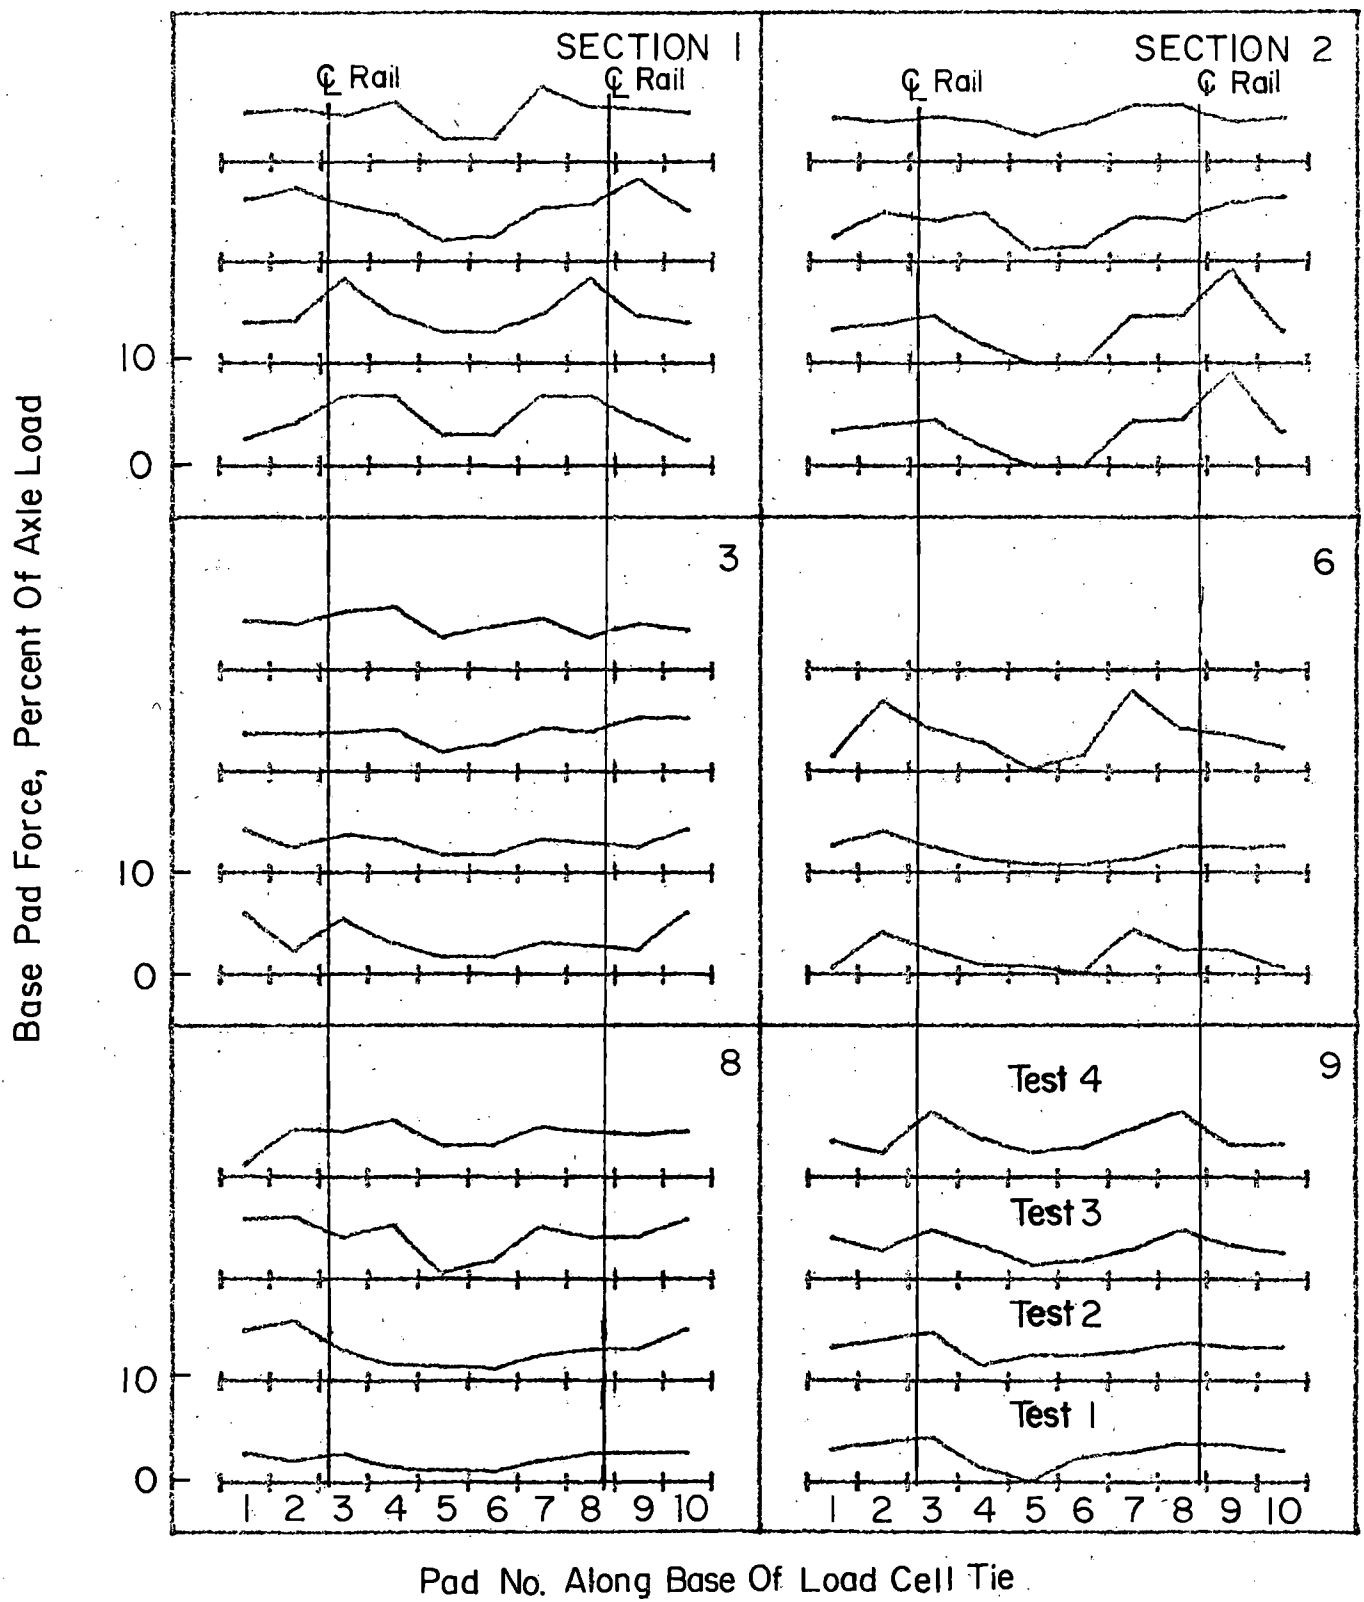 SECTION 1
SECTION 2
℄ Rail
℄ Rail
℄ Rail
℄ Rail
10
0
3
6
10
0
8
9
Test 4
Test 3
Test 2
Test 1
10
0
1 2 3 4 5 6 7 8 9 10
1 2 3 4 5 6 7 8 9 10
Base Pad Force, Percent Of Axle Load
Pad No. Along Base Of Load Cell Tie